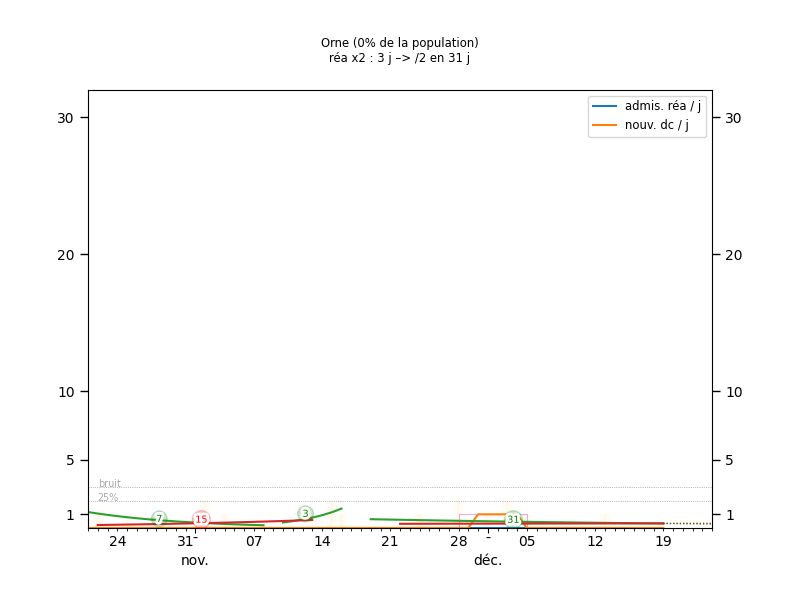 Orne (0% de la population)
réa x2 : 3 j –> /2 en 31 j
admis. réa / j
nouv. dc / j
30 30
20 20
10 10
5 5
bruit
25%
1 1
7 15 3 31
24 31 07 14 21 28 05 12 19
nov. déc.